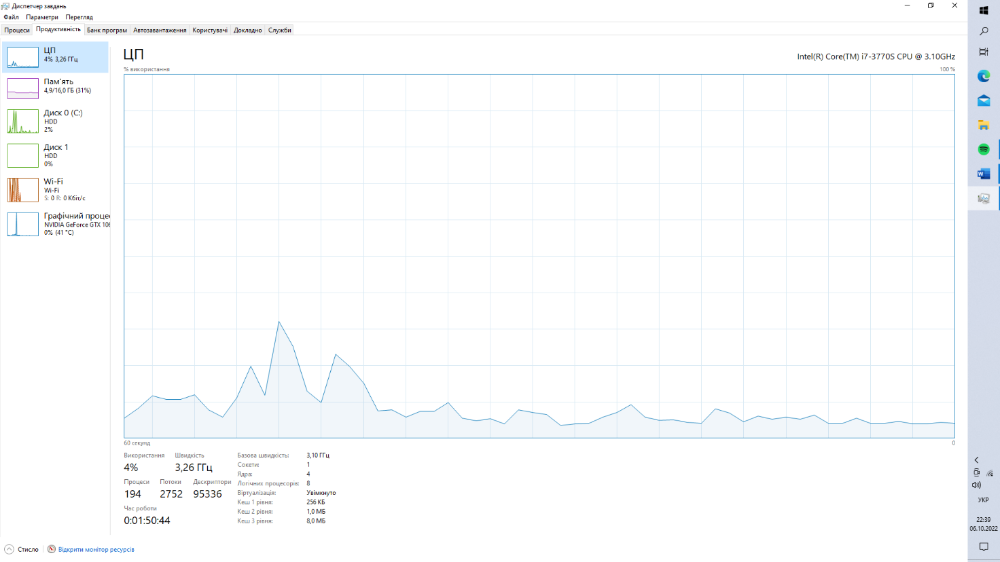 Диспетчер завдань
Файл Параметри Перегляд
Процеси Продуктивність Банк програм Автозавантаження Користувачі Докладно Служби
ЦП
4% 3,26 ГГц
Пам'ять
4,9/16,0 ГБ (31%)
Диск 0 (C:)
HDD
2%
Диск 1
HDD
0%
Wi-Fi
Wi-Fi
S: 0 R: 0 Кбіт/с
Графічний проце
NVIDIA GeForce GTX 106
0% (41 °C)
ЦП
Intel(R) Core(TM) i7-3770S CPU @ 3.10GHz
% використання 100 %
60 секунд 0
Використання Швидкість
4% 3,26 ГГц
Процеси Потоки Дескриптори
194 2752 95336
Час роботи
0:01:50:44
Базова швидкість: 3,10 ГГц
Сокети: 1
Ядра: 4
Логічних процесорів: 8
Віртуалізація: Увімкнуто
Кеш 1 рівня: 256 КБ
Кеш 2 рівня: 1,0 МБ
Кеш 3 рівня: 8,0 МБ
Стисло Відкрити монітор ресурсів
W
УКР
22:39
06.10.2022